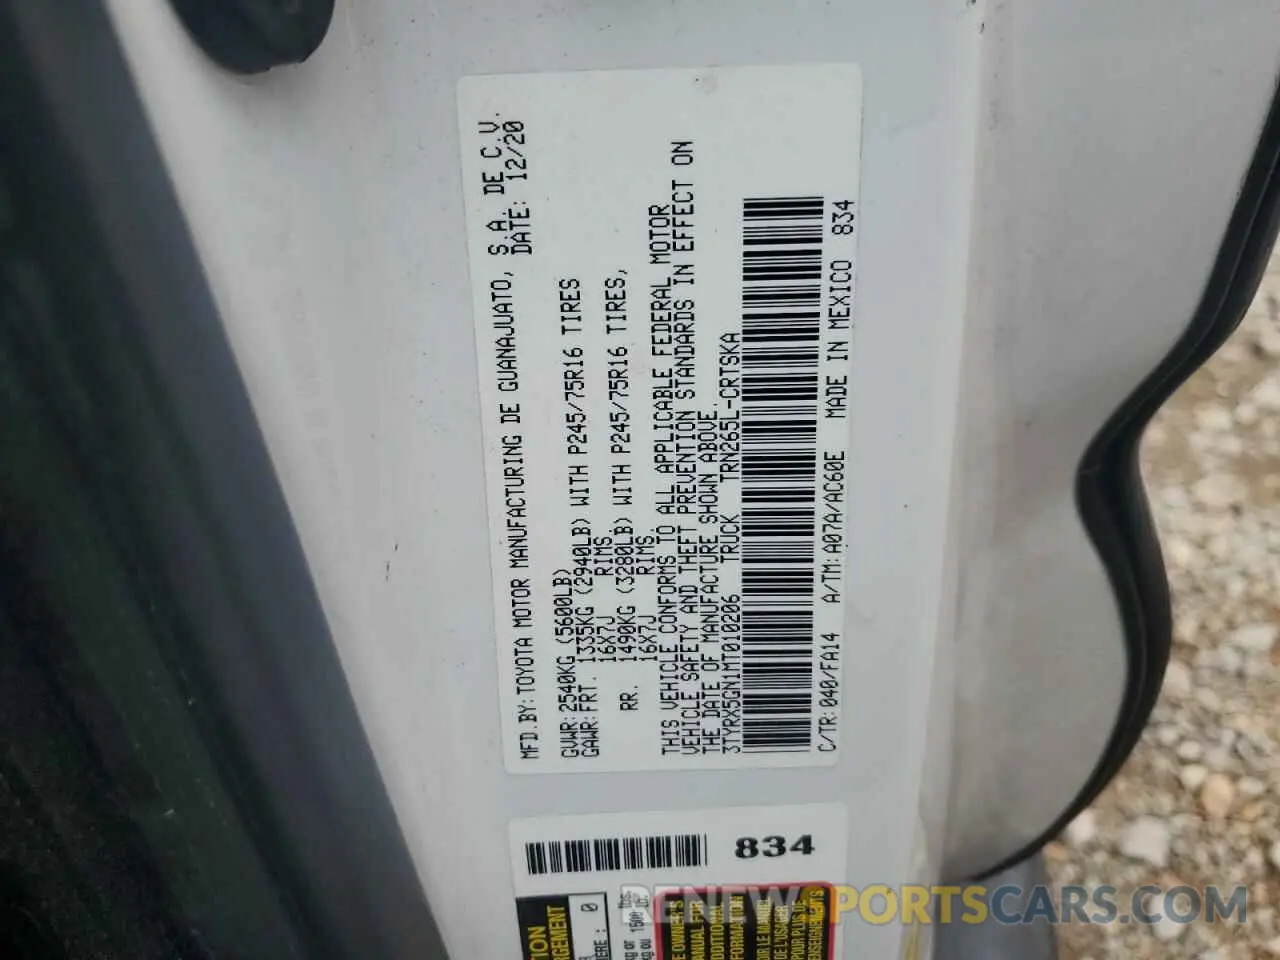 MFD.BY:TOYOTA MOTOR MANUFACTURING DE GUANAJUATO, S.A. DE C.V.
DATE: 12/20
GVWR:2540KG (5600LB)
GAWR:FRT. 1335KG (2940LB) WITH P245/75R16 TIRES
16X7J RIMS.
RR. 1490KG (3280LB) WITH P245/75R16 TIRES,
16X7J RIMS.
THIS VEHICLE CONFORMS TO ALL APPLICABLE FEDERAL MOTOR
VEHICLE SAFETY AND THEFT PREVENTION STANDARDS IN EFFECT ON
THE DATE OF MANUFACTURE SHOWN ABOVE.
3TYRX5GN1MT010206 TRUCK TRN265L-CRTSKA
C/TR:040/FA14 A/TM:A07A/AC60E MADE IN MEXICO 834
834
RENEWSPORTSCARS.COM